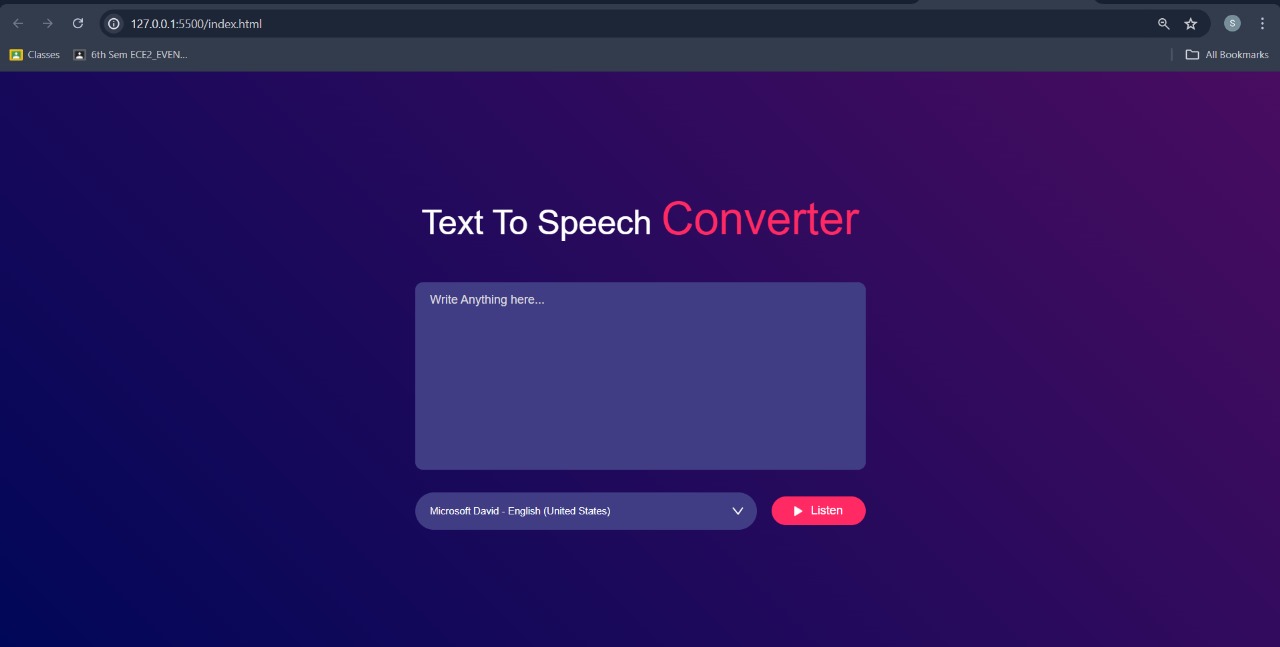 127.0.0.1:5500/index.html
S
Classes
6th Sem ECE2_EVEN...
All Bookmarks
Text To Speech Converter
Write Anything here...
Microsoft David - English (United States)
Listen